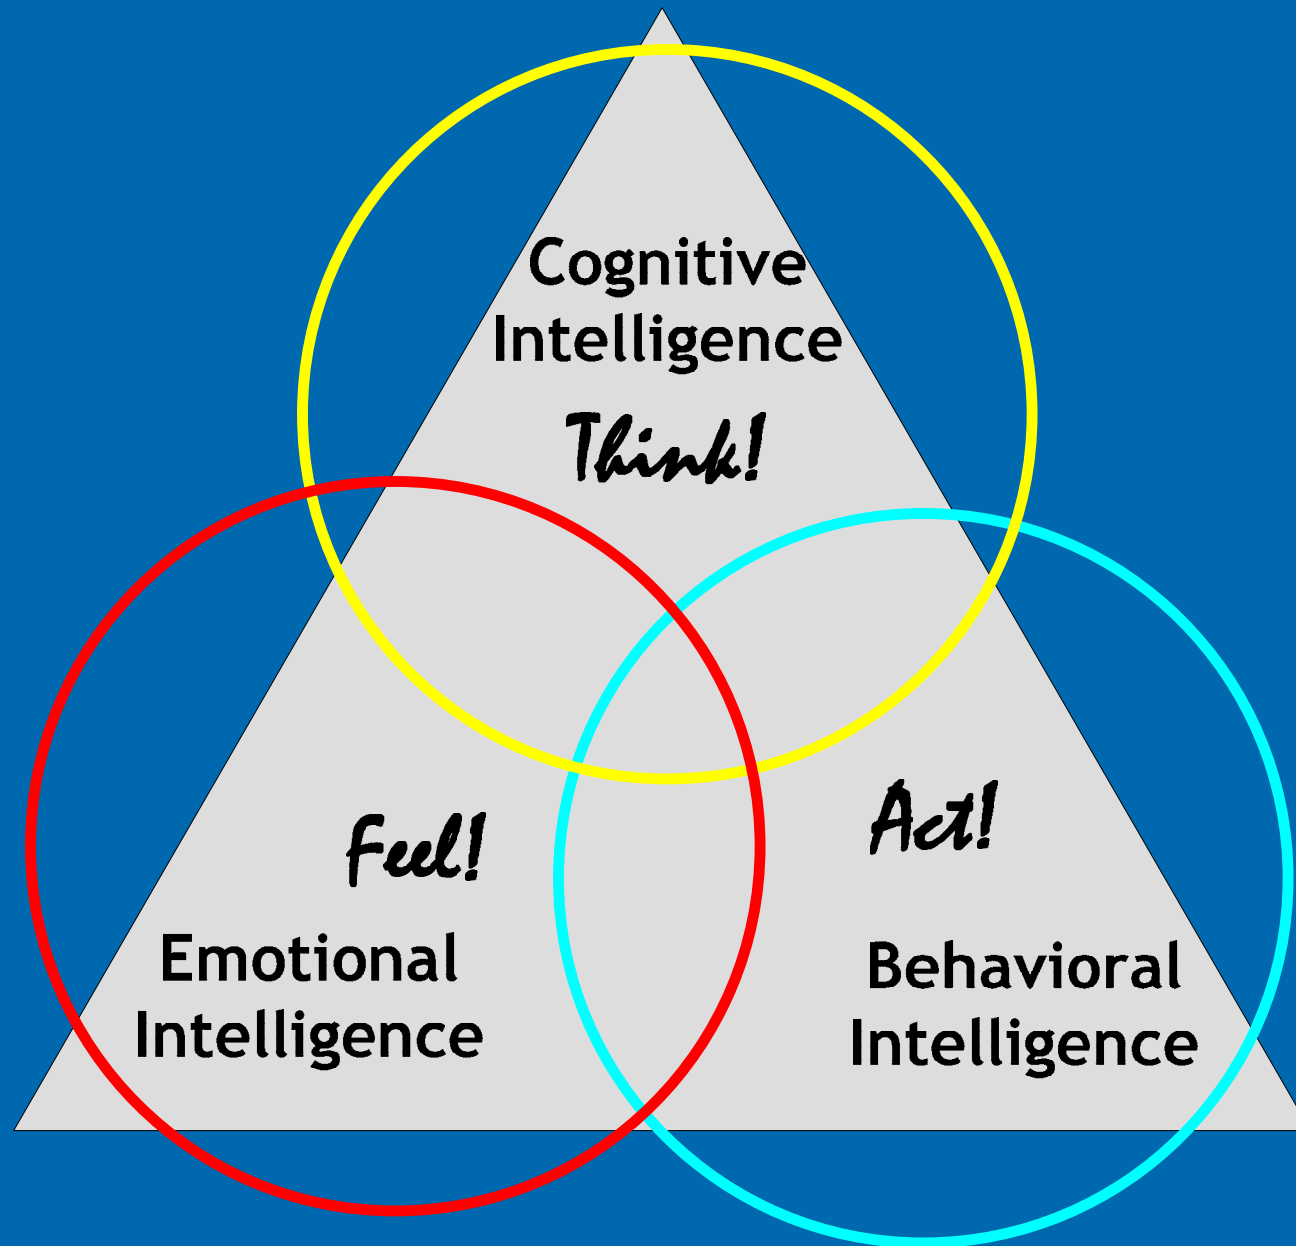 Cognitive
Intelligence
Think!
Feel!
Act!
Emotional
Intelligence
Behavioral
Intelligence